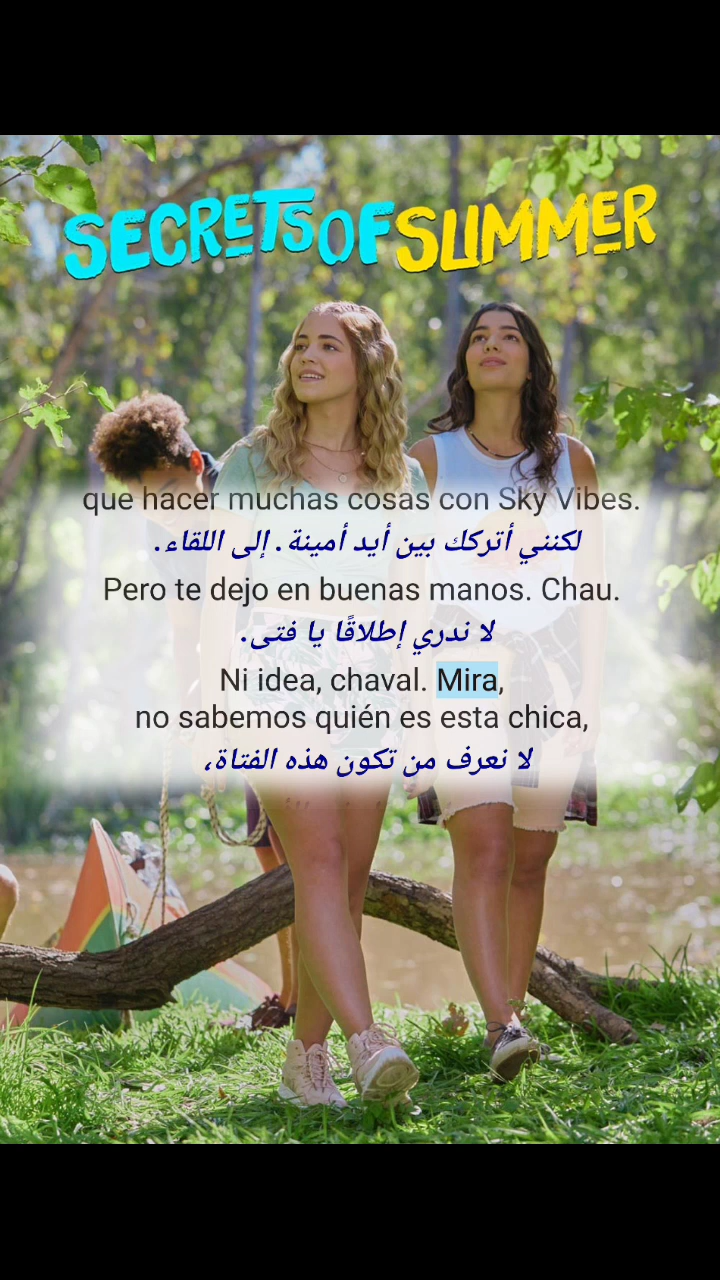 SECRETS OF SUMMER
que hacer muchas cosas con Sky Vibes.
لكنني أتركك بين أيد أمينة. إلى اللقاء.
Pero te dejo en buenas manos. Chau.
لا ندري إطلاقًا يا فتى.
Ni idea, chaval. Mira,
no sabemos quién es esta chica,
لا نعرف من تكون هذه الفتاة،